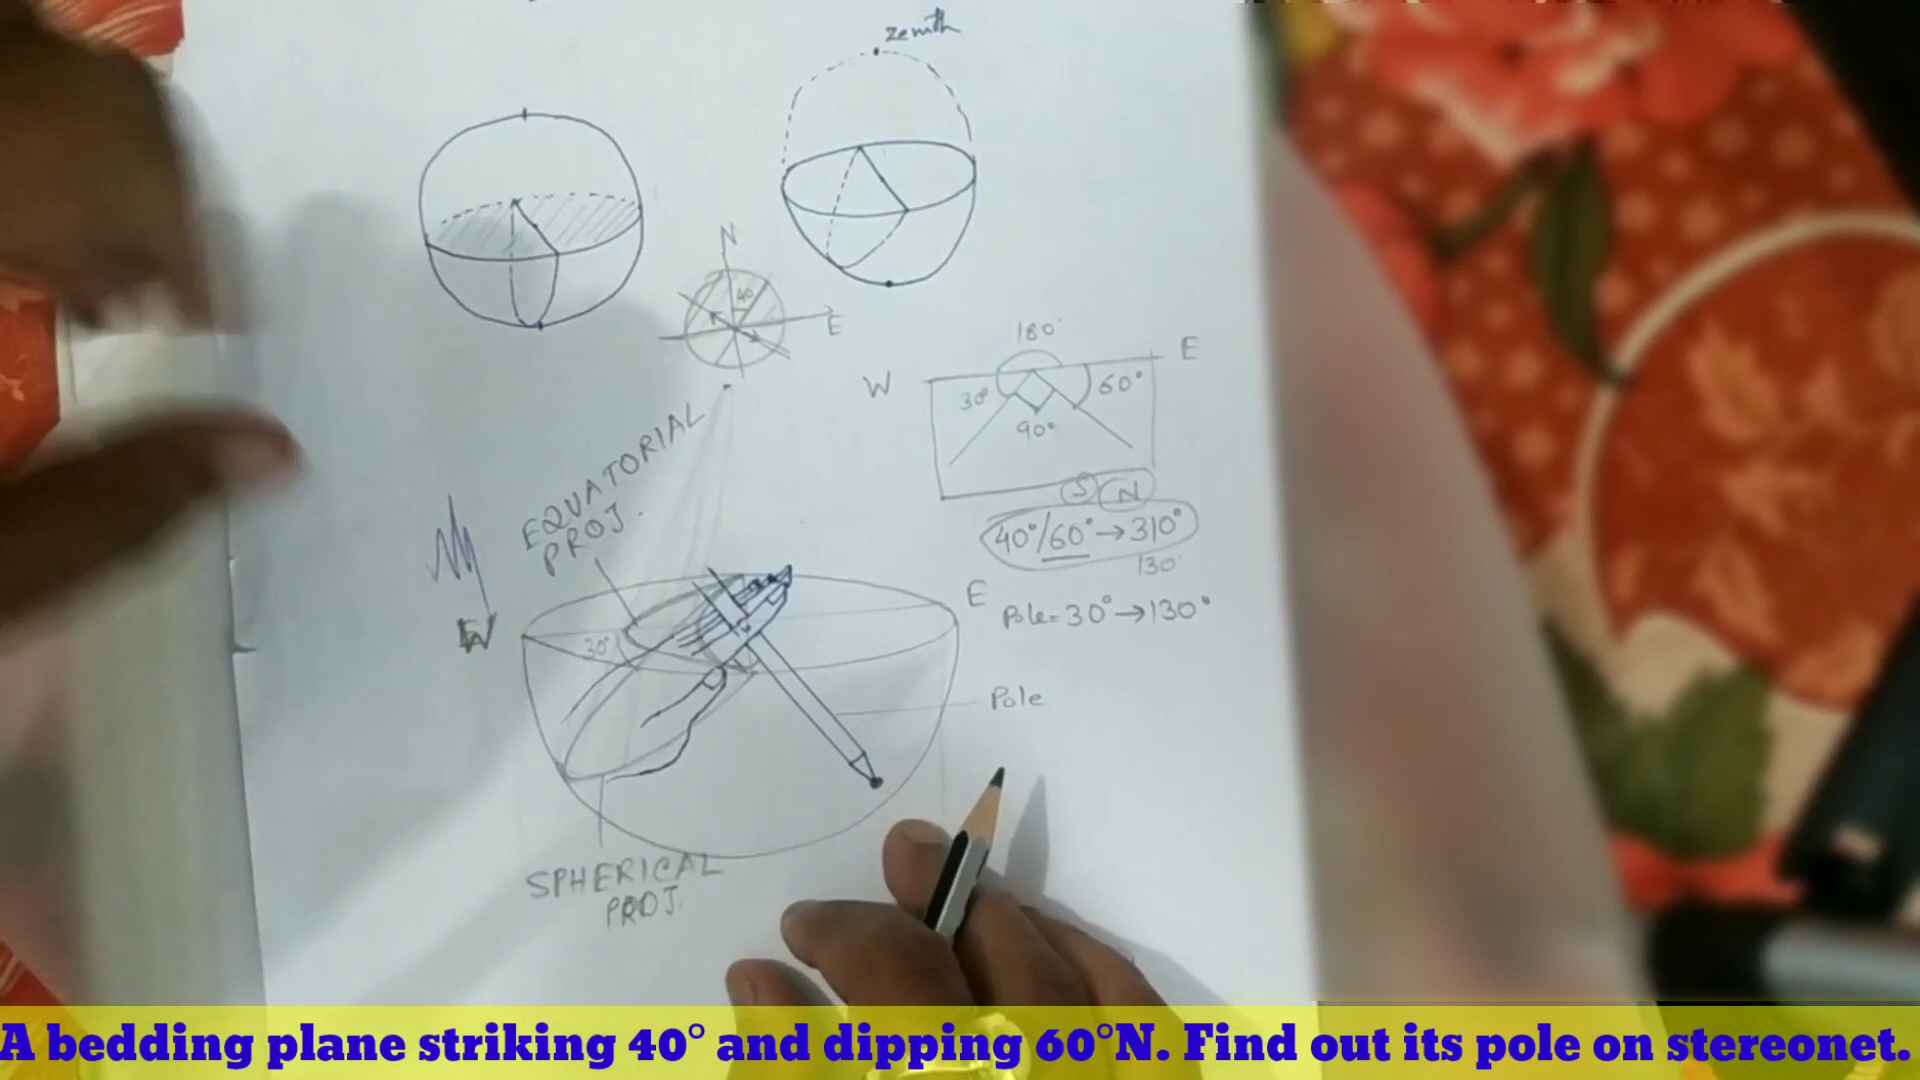 zenith
N
40
E
180°
W
E
30°
60°
90°
EQUATORIAL
PROJ.
S N
40°/60° → 310°
130°
E
W
Pole = 30° → 130°
30°
Pole
SPHERICAL
PROJ.
A bedding plane striking 40° and dipping 60°N. Find out its pole on stereonet.